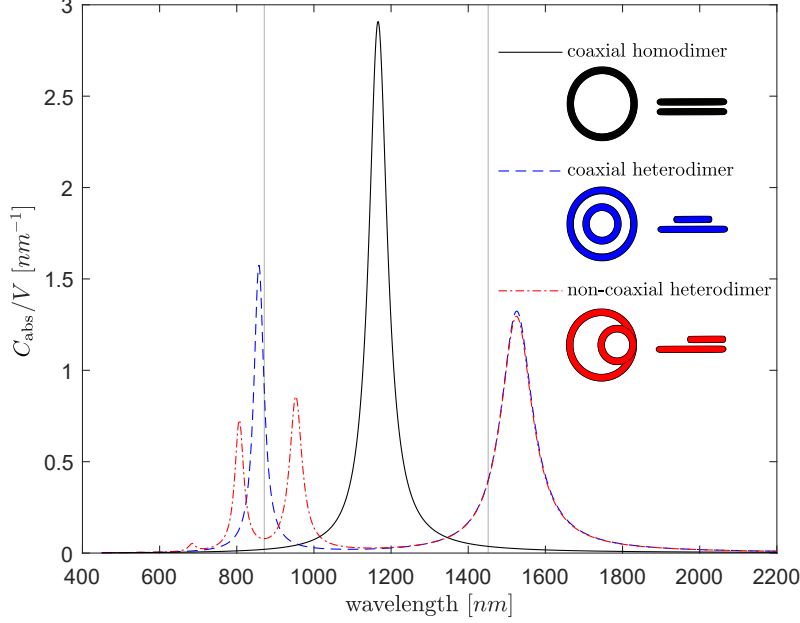 3
2.5
2
1.5
1
0.5
0
C_abs/V [nm^{-1}]
coaxial homodimer
coaxial heterodimer
non-coaxial heterodimer
400 600 800 1000 1200 1400 1600 1800 2000 2200
wavelength [nm]